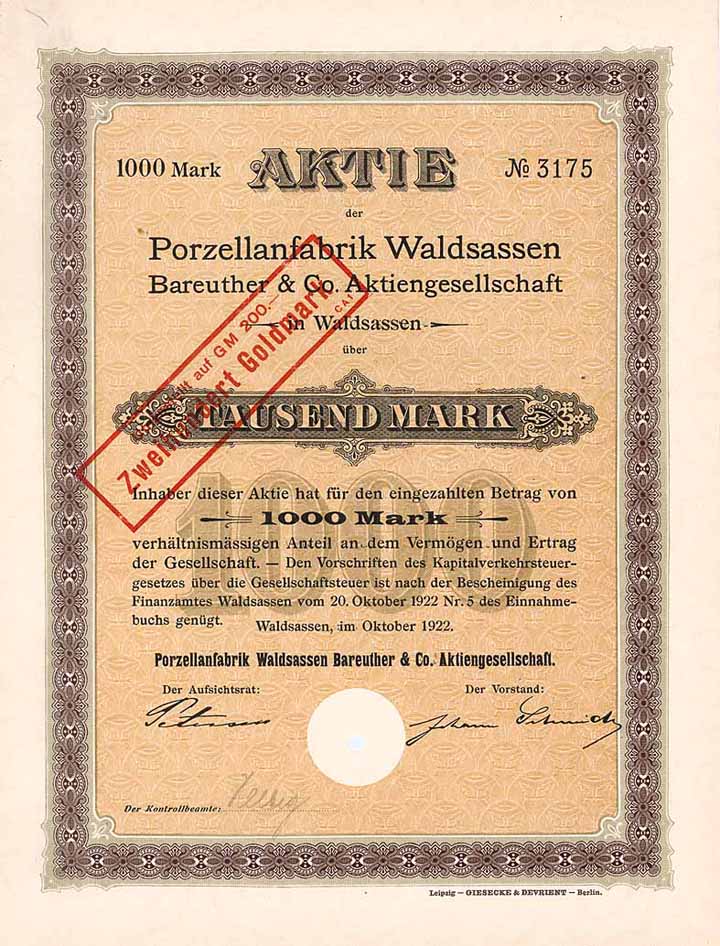 1000 Mark AKTIE № 3175
der
Porzellanfabrik Waldsassen
Bareuther & Co. Aktiengesellschaft
in Waldsassen
über
TAUSEND MARK
auf GM 200.—
Zweihundert Goldmark
1000
Inhaber dieser Aktie hat für den eingezahlten Betrag von
1000 Mark
verhältnismässigen Anteil an dem Vermögen und Ertrag
der Gesellschaft. — Den Vorschriften des Kapitalverkehrsteuer-
gesetzes über die Gesellschaftsteuer ist nach der Bescheinigung des
Finanzamtes Waldsassen vom 20. Oktober 1922 Nr. 5 des Einnahme-
buchs genügt. Waldsassen, im Oktober 1922.
Porzellanfabrik Waldsassen Bareuther & Co. Aktiengesellschaft.
Der Aufsichtsrat: Der Vorstand:
Johann Schmidt
Der Kontrollbeamte:
Leipzig — GIESECKE & DEVRIENT — Berlin.